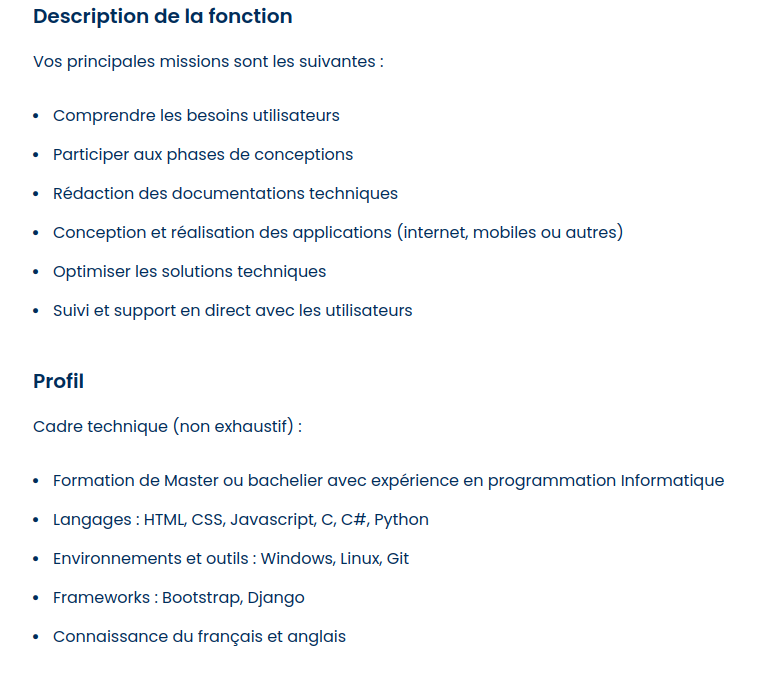 Description de la fonction
Vos principales missions sont les suivantes :
• Comprendre les besoins utilisateurs
• Participer aux phases de conceptions
• Rédaction des documentations techniques
• Conception et réalisation des applications (internet, mobiles ou autres)
• Optimiser les solutions techniques
• Suivi et support en direct avec les utilisateurs
Profil
Cadre technique (non exhaustif) :
• Formation de Master ou bachelier avec expérience en programmation Informatique
• Langages : HTML, CSS, Javascript, C, C#, Python
• Environnements et outils : Windows, Linux, Git
• Frameworks : Bootstrap, Django
• Connaissance du français et anglais